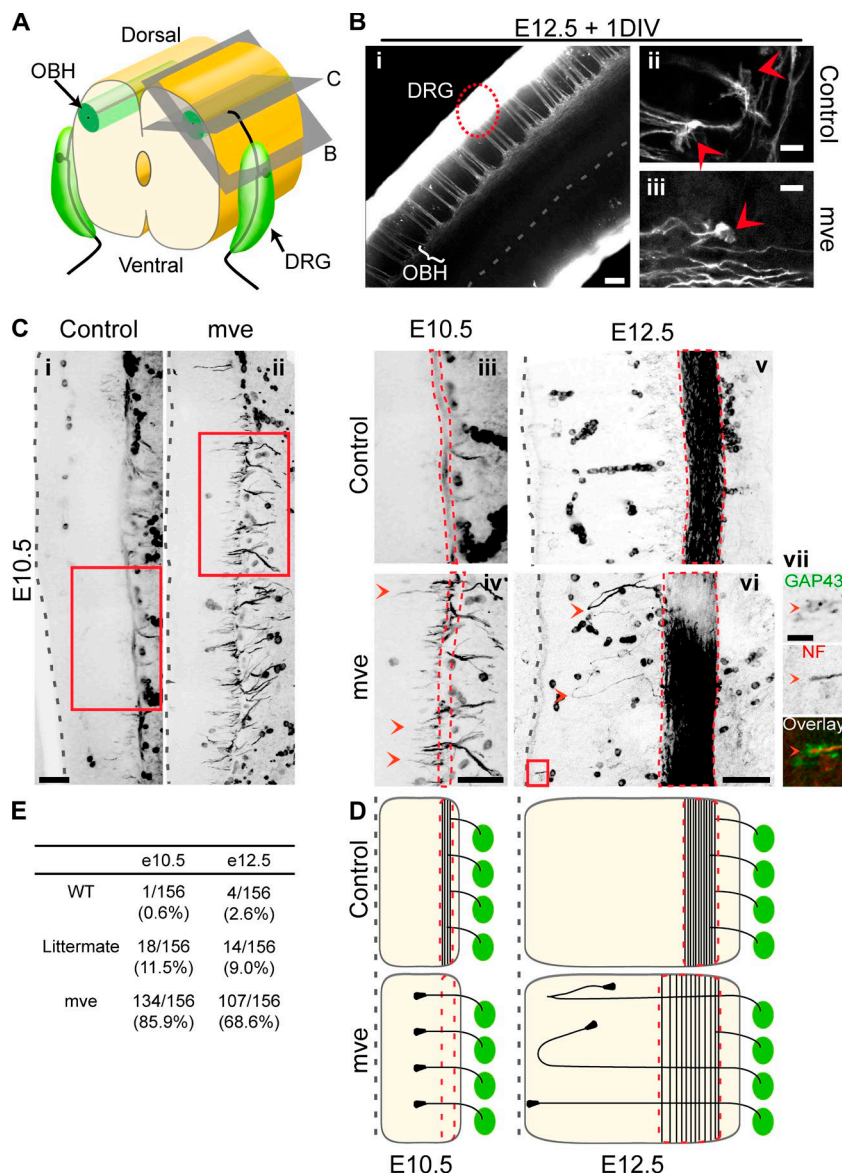 A
Dorsal
OBH
C
B
Ventral
DRG
B
E12.5 + 1DIV
i
DRG
OBH
ii
Control
iii
mve
C
Control
mve
i
ii
E10.5
E10.5
E12.5
iii
v
Control
iv
vi
mve
vii
GAP43
NF
Overlay
E
e10.5 e12.5
WT 1/156 4/156
(0.6%) (2.6%)
Littermate 18/156 14/156
(11.5%) (9.0%)
mve 134/156 107/156
(85.9%) (68.6%)
D
Control
mve
E10.5
E12.5